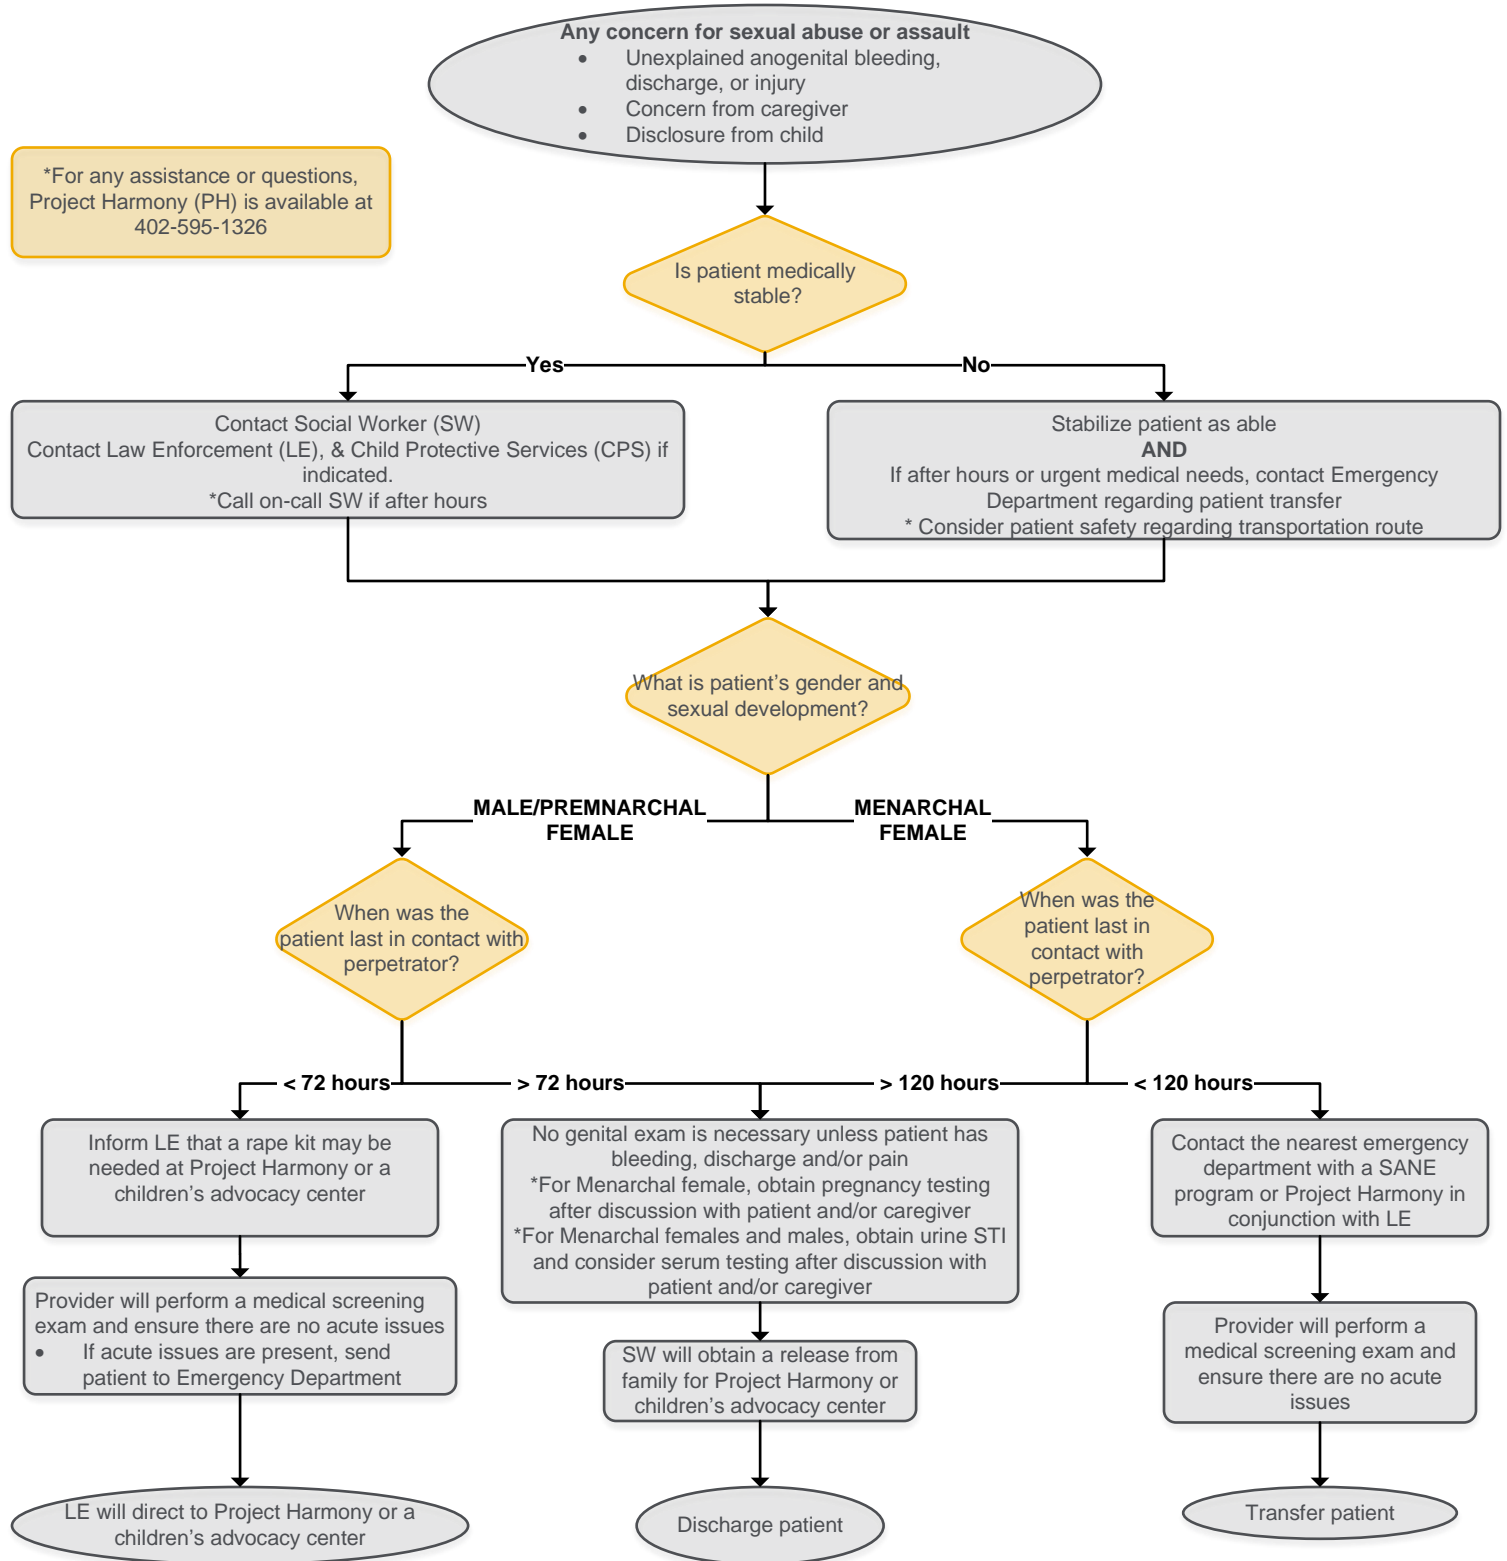 Any concern for sexual abuse or assault
• Unexplained anogenital bleeding,
discharge, or injury
• Concern from caregiver
• Disclosure from child
*For any assistance or questions,
Project Harmony (PH) is available at
402-595-1326
Is patient medically
stable?
Yes
No
Contact Social Worker (SW)
Contact Law Enforcement (LE), & Child Protective Services (CPS) if
indicated.
*Call on-call SW if after hours
Stabilize patient as able
AND
If after hours or urgent medical needs, contact Emergency
Department regarding patient transfer
* Consider patient safety regarding transportation route
What is patient's gender and
sexual development?
MALE/PREMNARCHAL
FEMALE
MENARCHAL
FEMALE
When was the
patient last in contact with
perpetrator?
When was the
patient last in
contact with
perpetrator?
< 72 hours
> 72 hours
> 120 hours
< 120 hours
Inform LE that a rape kit may be
needed at Project Harmony or a
children's advocacy center
No genital exam is necessary unless patient has
bleeding, discharge and/or pain
*For Menarchal female, obtain pregnancy testing
after discussion with patient and/or caregiver
*For Menarchal females and males, obtain urine STI
and consider serum testing after discussion with
patient and/or caregiver
Contact the nearest emergency
department with a SANE
program or Project Harmony in
conjunction with LE
Provider will perform a medical screening
exam and ensure there are no acute issues
• If acute issues are present, send
patient to Emergency Department
SW will obtain a release from
family for Project Harmony or
children's advocacy center
Provider will perform a
medical screening exam and
ensure there are no acute
issues
LE will direct to Project Harmony or a
children's advocacy center
Discharge patient
Transfer patient